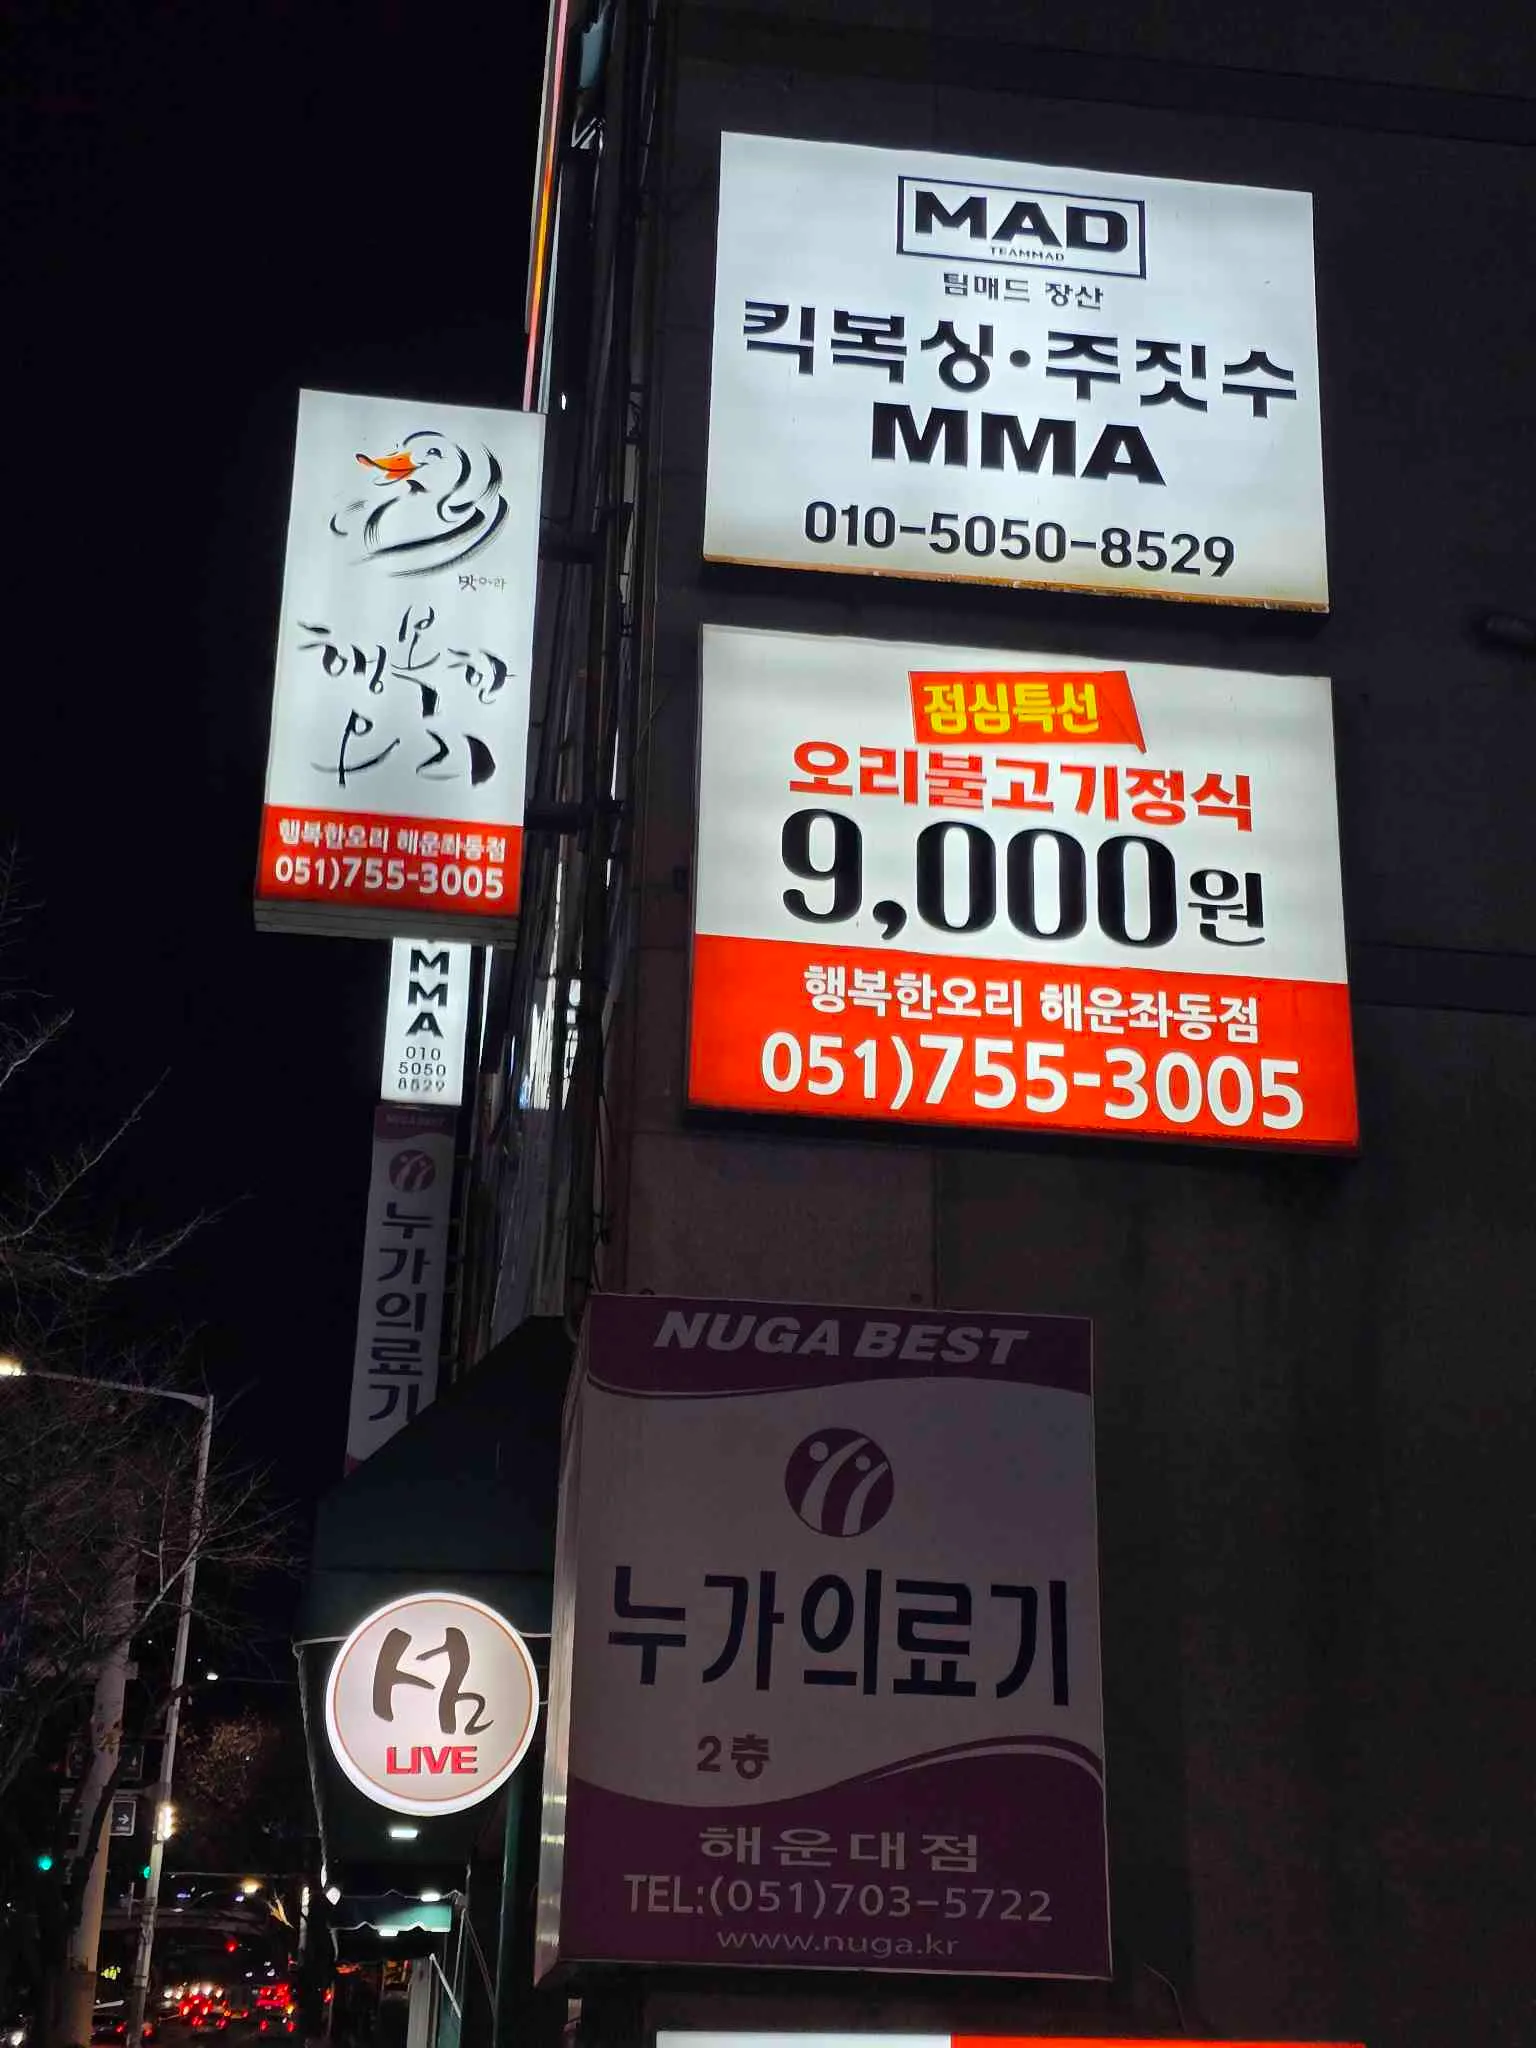 MAD
TEAMMAD
팀매드 장산
킥복싱·주짓수
MMA
010-5050-8529
맛아라
행복한
오리
행복한오리 해운좌동점
051)755-3005
점심특선
오리불고기정식
9,000원
행복한오리 해운좌동점
051)755-3005
MMA
010
5050
8529
NUGA BEST
누가의료기
NUGA BEST
누가의료기
2층
해운대점
TEL:(051)703-5722
www.nuga.kr
섬
LIVE